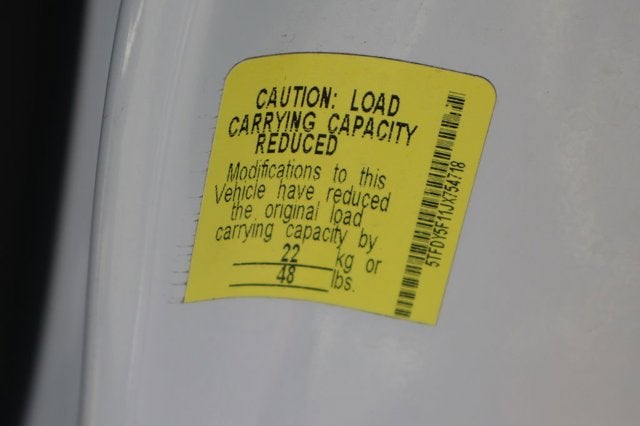 CAUTION: LOAD
CARRYING CAPACITY
REDUCED
Modifications to this
Vehicle have reduced
the original load
carrying capacity by
22 kg or
48 lbs.
5TFDY5F11JX754718